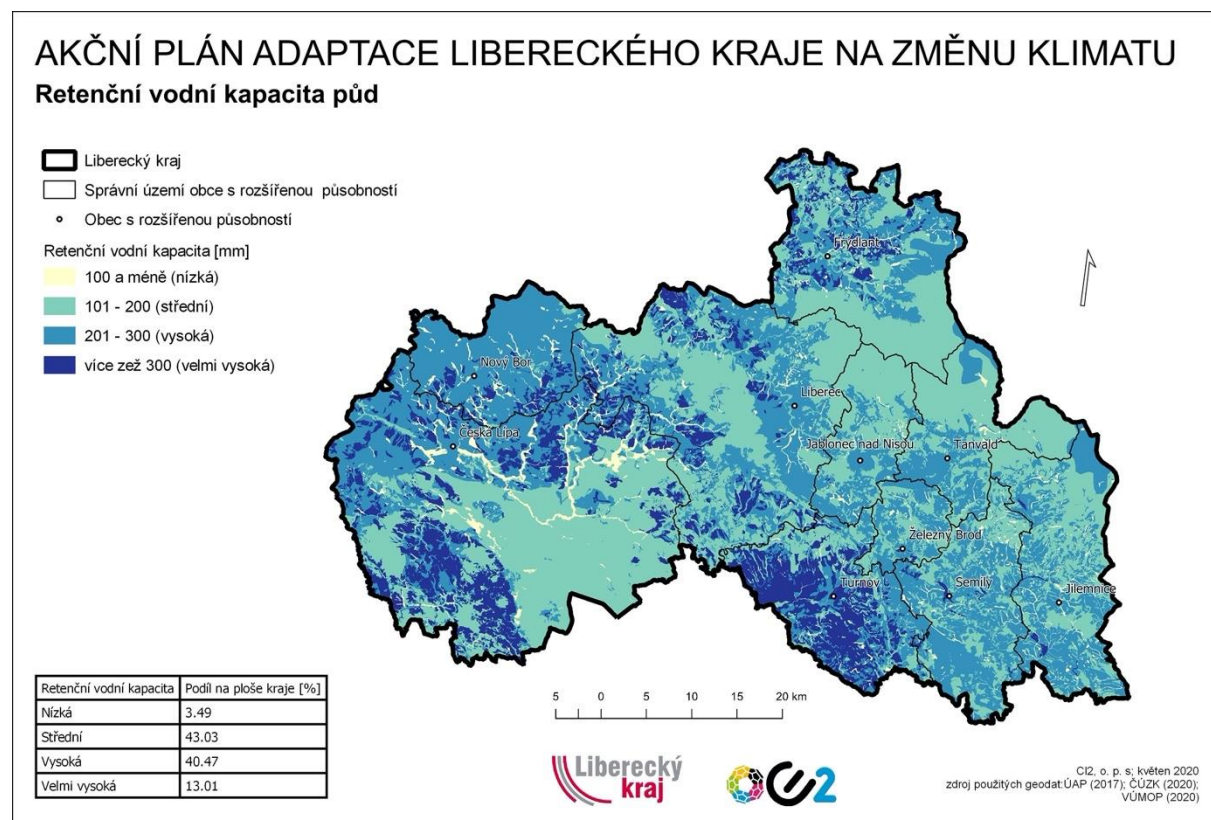 AKČNÍ PLÁN ADAPTACE LIBERECKÉHO KRAJE NA ZMĚNU KLIMATU
Retenční vodní kapacita půd
Liberecký kraj
Správní území obce s rozšířenou působností
Obec s rozšířenou působností
Retenční vodní kapacita [mm]
100 a méně (nízká)
101 - 200 (střední)
201 - 300 (vysoká)
více zež 300 (velmi vysoká)
Frýdlant
Nový Bor
Liberec
Česká Lípa
Jablonec nad Nisou
Tanvald
Železný Brod
Turnov
Semily
Jilemnice
Retenční vodní kapacita Podíl na ploše kraje [%]
Nízká 3.49
Střední 43.03
Vysoká 40.47
Velmi vysoká 13.01
5 0 5 10 15 20 km
Liberecký
kraj
CI2
CI2, o. p. s; květen 2020
zdroj použitých geodat:ÚAP (2017); ČÚZK (2020);
VÚMOP (2020)